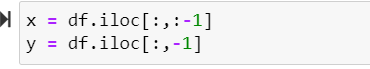 x = df.iloc[:,:-1]
y = df.iloc[:,-1]